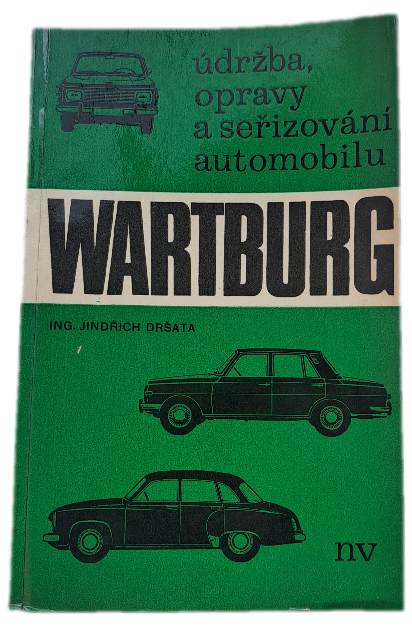 údržba,
opravy
a seřizování
automobilu
WARTBURG
ING. JINDŘICH DRŠATA
nv